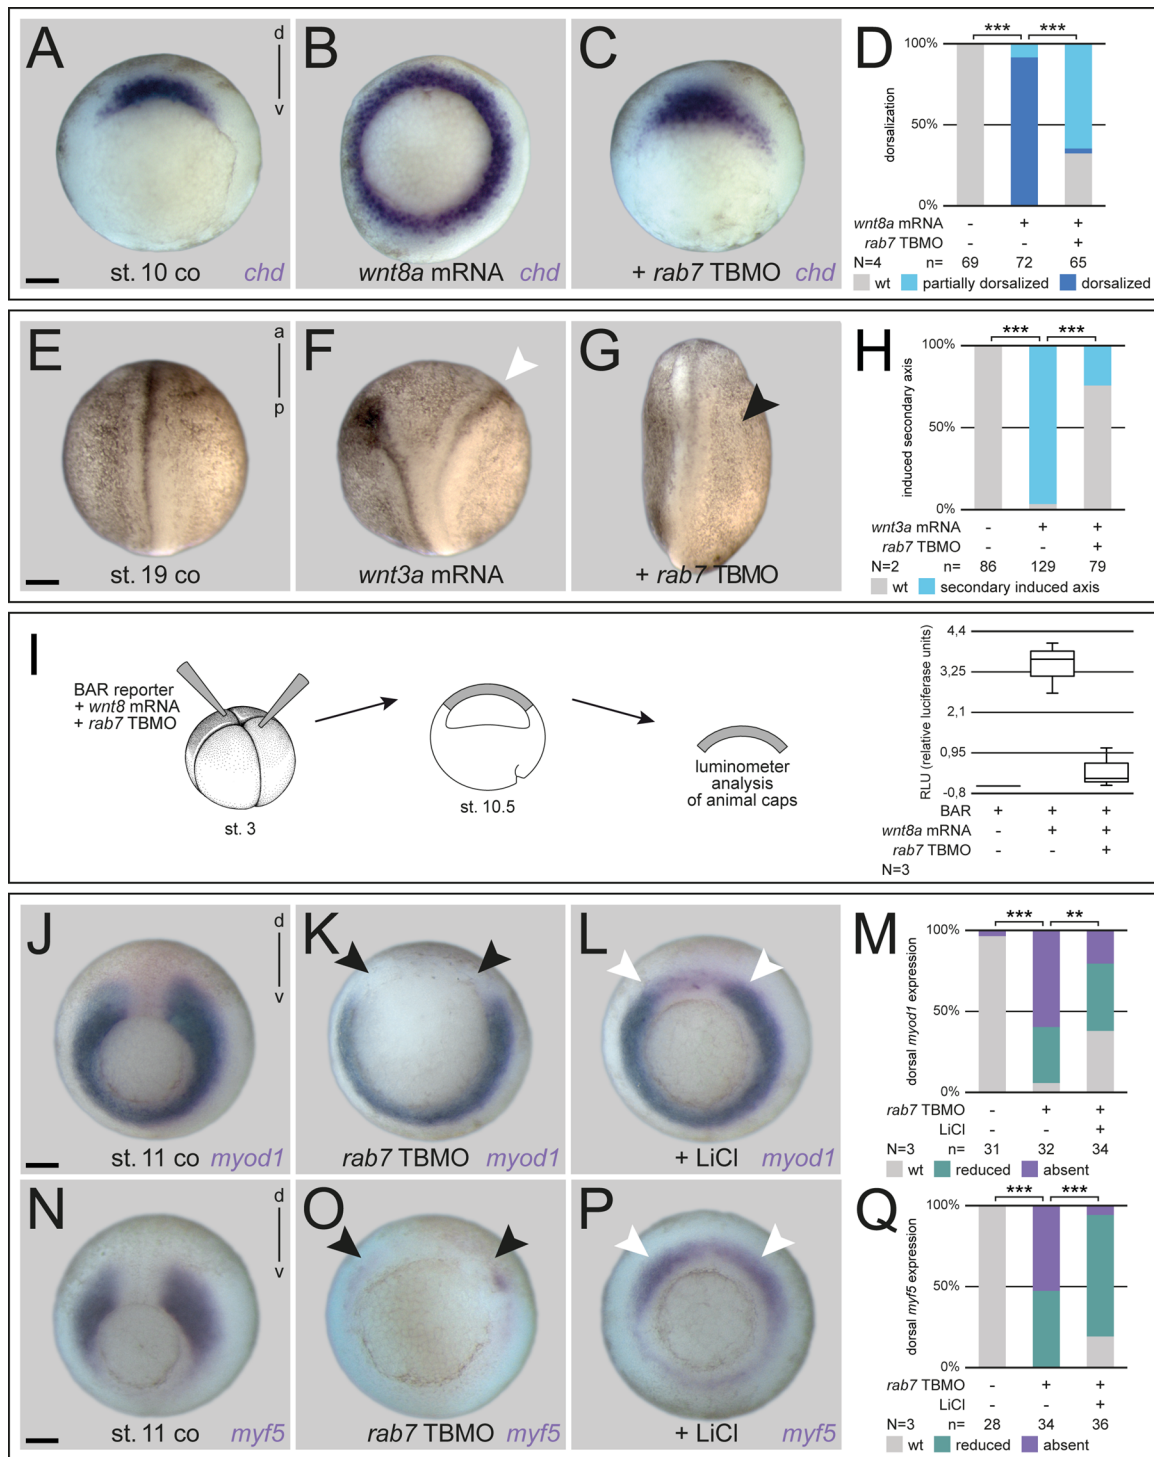 A
d
v
st. 10 co
chd
B
wnt8a mRNA chd
C
+ rab7 TBMO chd
D
*** ***
100%
50%
0%
dorsalization
wnt8a mRNA - + +
rab7 TBMO - - +
N=4 n= 69 72 65
wt partially dorsalized dorsalized
E
a
p
st. 19 co
F
wnt3a mRNA
G
+ rab7 TBMO
H
*** ***
100%
50%
0%
induced secondary axis
wnt3a mRNA - + +
rab7 TBMO - - +
N=2 n= 86 129 79
wt secondary induced axis
I
BAR reporter
+ wnt8 mRNA
+ rab7 TBMO
st. 3
st. 10.5
luminometer
analysis
of animal caps
RLU (relative luciferase units)
4,4
3,25
2,1
0,95
-0,8
BAR + + +
wnt8a mRNA - + +
rab7 TBMO - - +
N=3
J
d
v
st. 11 co myod1
K
rab7 TBMO myod1
L
+ LiCl myod1
M
*** **
100%
50%
0%
dorsal myod1 expression
rab7 TBMO - + +
LiCl - - +
N=3 n= 31 32 34
wt reduced absent
N
d
v
st. 11 co myf5
O
rab7 TBMO myf5
P
+ LiCl myf5
Q
*** ***
100%
50%
0%
dorsal myf5 expression
rab7 TBMO - + +
LiCl - - +
N=3 n= 28 34 36
wt reduced absent